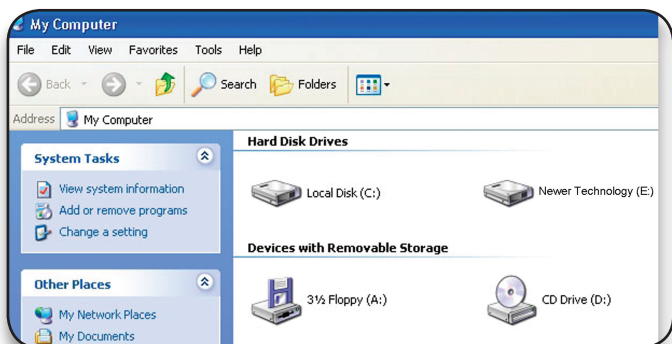 My Computer
File Edit View Favorites Tools Help
Back Search Folders
Address My Computer
System Tasks
View system information
Add or remove programs
Change a setting
Other Places
My Network Places
My Documents
Hard Disk Drives
Local Disk (C:) Newer Technology (E:)
Devices with Removable Storage
3½ Floppy (A:) CD Drive (D:)